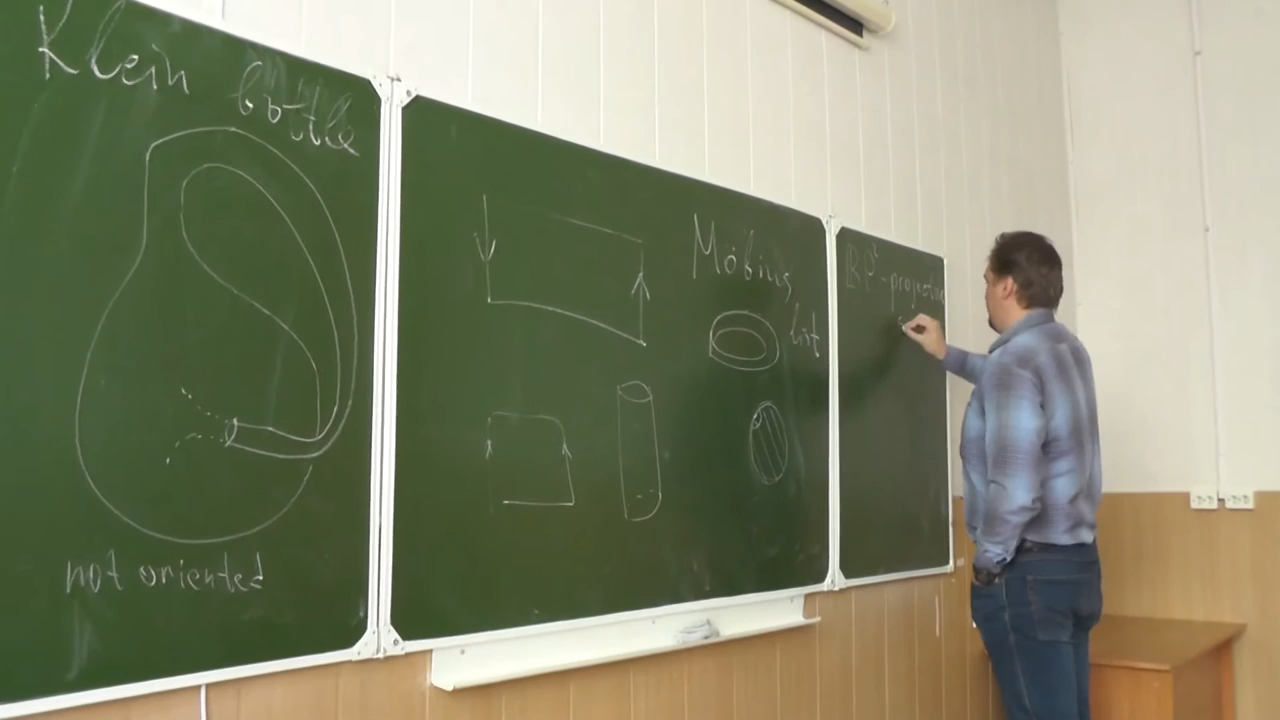 Klein
bottle
not oriented
Möbius
list
RP² - projective